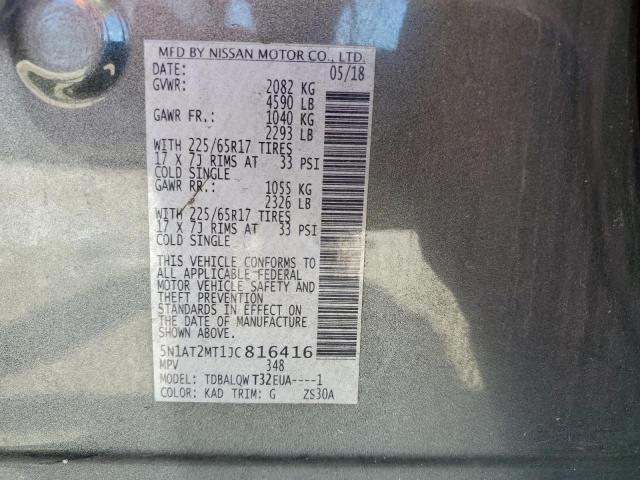 MFD BY NISSAN MOTOR CO., LTD.
DATE: 05/18
GVWR: 2082 KG
4590 LB
GAWR FR.: 1040 KG
2293 LB
WITH 225/65R17 TIRES
17 X 7J RIMS AT 33 PSI
COLD SINGLE
GAWR RR.: 1055 KG
2326 LB
WITH 225/65R17 TIRES
17 X 7J RIMS AT 33 PSI
COLD SINGLE
THIS VEHICLE CONFORMS TO
ALL APPLICABLE FEDERAL
MOTOR VEHICLE SAFETY AND
THEFT PREVENTION
STANDARDS IN EFFECT ON
THE DATE OF MANUFACTURE
SHOWN ABOVE.
5N1AT2MT1JC816416
MPV 348
MODEL: TDBALQWT32EUA----1
COLOR: KAD TRIM: G ZS30A